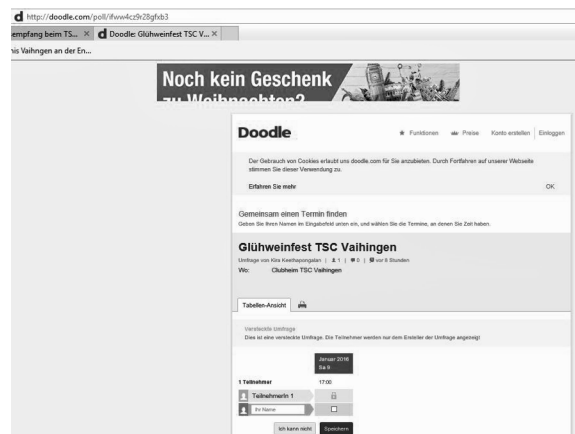 http://doodle.com/poll/ifww4cz9r28gfxb3
empfang beim TS... × d Doodle: Glühweinfest TSC V... ×
nis Vaihngen an der En...
Noch kein Geschenk
zu Weihnachten?
Doodle
Funktionen Preise Konto erstellen Einloggen
Der Gebrauch von Cookies erlaubt uns doodle.com für Sie anzubieten. Durch Fortfahren auf unserer Webseite
stimmen Sie dieser Verwendung zu.
Erfahren Sie mehr OK
Gemeinsam einen Termin finden
Geben Sie Ihren Namen im Eingabefeld unten ein, und wählen Sie die Termine, an denen Sie Zeit haben.
Glühweinfest TSC Vaihingen
Umfrage von Kira Keethapongalan | 1 | 0 | vor 8 Stunden
Wo: Clubheim TSC Vaihingen
Tabellen-Ansicht
Versteckte Umfrage
Dies ist eine versteckte Umfrage. Die Teilnehmer werden nur dem Ersteller der Umfrage angezeigt!
Januar 2016
Sa 9
1 Teilnehmer 17:00
TeilnehmerIn 1
Ihr Name
Ich kann nicht Speichern